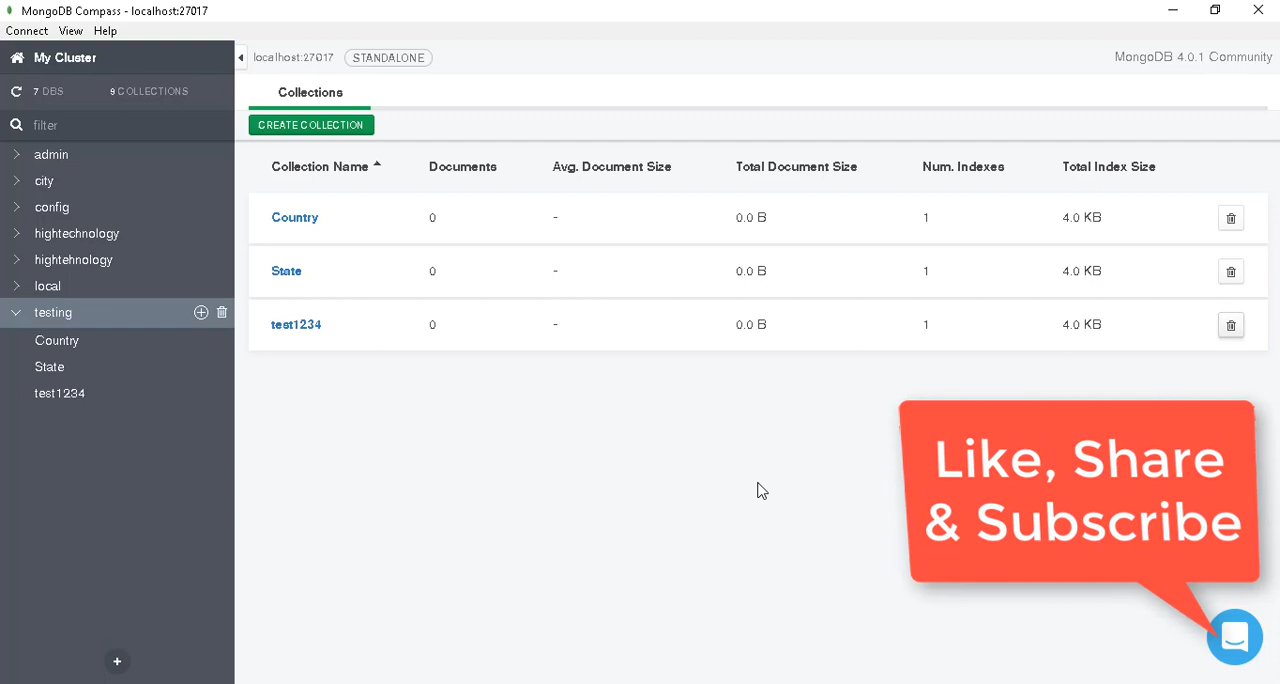 MongoDB Compass - localhost:27017
Connect View Help
My Cluster
localhost:27017 STANDALONE MongoDB 4.0.1 Community
7 DBS 9 COLLECTIONS
Collections
filter
CREATE COLLECTION
admin
city
config
hightechnology
hightehnology
local
testing
Country
State
test1234
Collection Name Documents Avg. Document Size Total Document Size Num. Indexes Total Index Size
Country 0 - 0.0 B 1 4.0 KB
State 0 - 0.0 B 1 4.0 KB
test1234 0 - 0.0 B 1 4.0 KB
Like, Share
& Subscribe